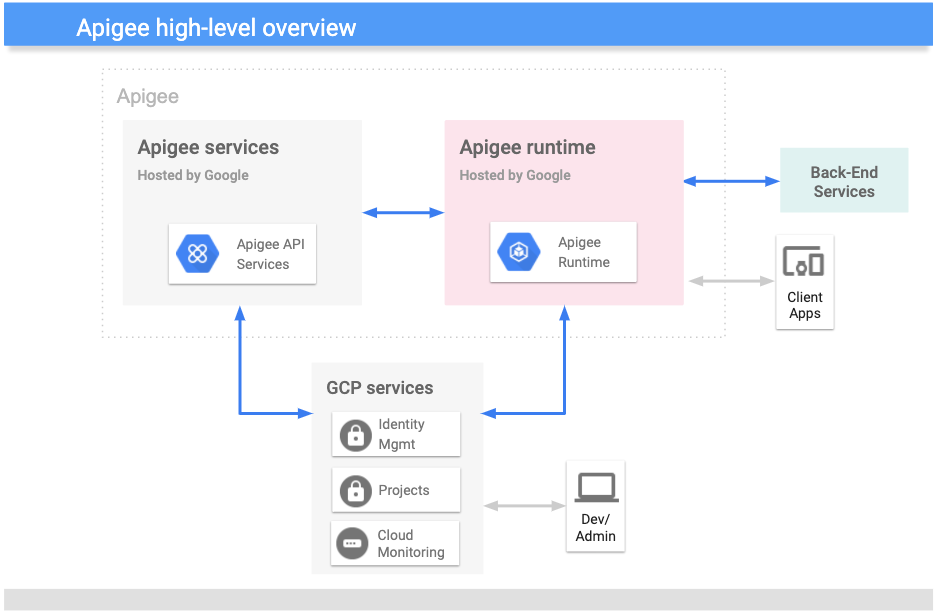 Apigee high-level overview
Apigee
Apigee services
Hosted by Google
Apigee API
Services
Apigee runtime
Hosted by Google
Apigee
Runtime
Back-End
Services
Client
Apps
GCP services
Identity
Mgmt
Projects
Cloud
Monitoring
Dev/
Admin